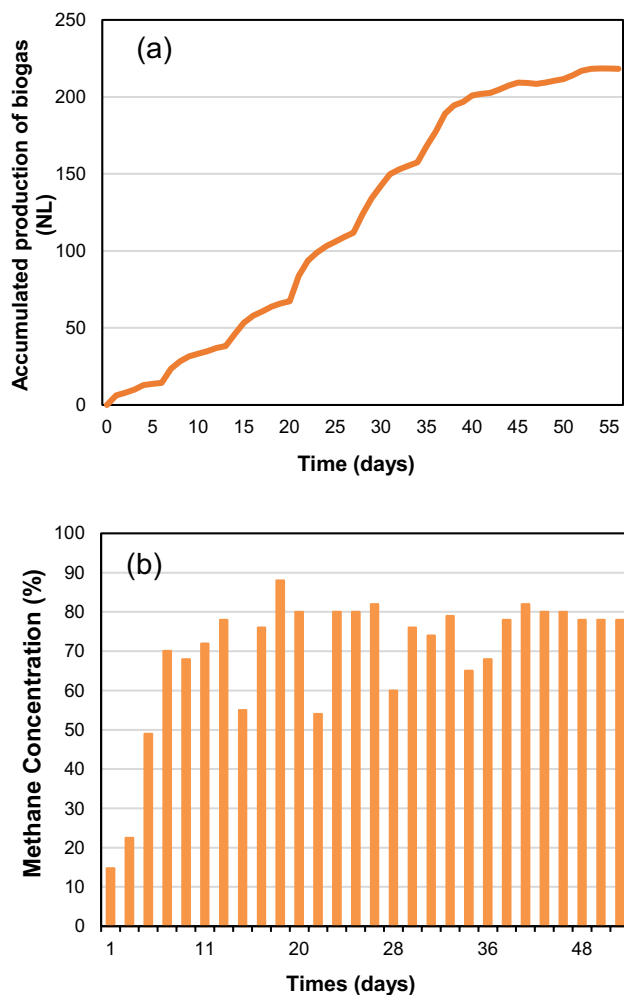 (a)
Accumulated production of biogas
(NL)
250
200
150
100
50
0
0 5 10 15 20 25 30 35 40 45 50 55
Time (days)
(b)
Methane Concentration (%)
100
90
80
70
60
50
40
30
20
10
0
1 11 20 28 36 48
Times (days)